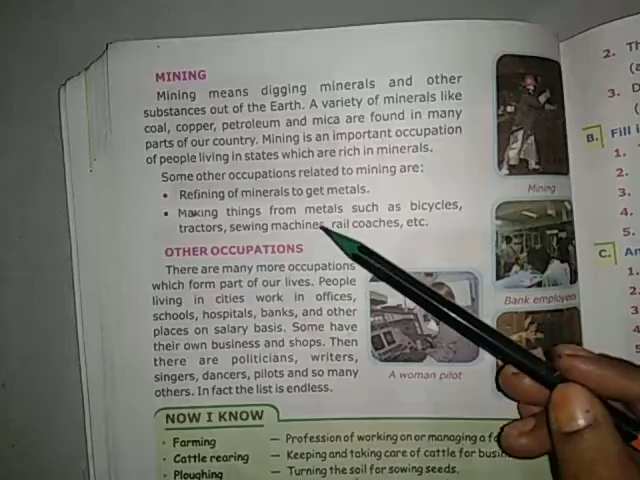 MINING
Mining means digging minerals and other
substances out of the Earth. A variety of minerals like
coal, copper, petroleum and mica are found in many
parts of our country. Mining is an important occupation
of people living in states which are rich in minerals.
Some other occupations related to mining are:
• Refining of minerals to get metals.
• Making things from metals such as bicycles,
tractors, sewing machines, rail coaches, etc.
Mining
OTHER OCCUPATIONS
There are many more occupations
which form part of our lives. People
living in cities work in offices,
schools, hospitals, banks, and other
places on salary basis. Some have
their own business and shops. Then
there are politicians, writers,
singers, dancers, pilots and so many
others. In fact the list is endless.
Bank employees
A woman pilot
NOW I KNOW
• Farming — Profession of working on or managing a
• Cattle rearing — Keeping and taking care of cattle for
• Ploughing — Turning the soil for sowing seeds.
2. Th
(a
3. D
(
B. Fill
1.
2.
3.
4.
5.
C. An
1.
2.
3.
4.